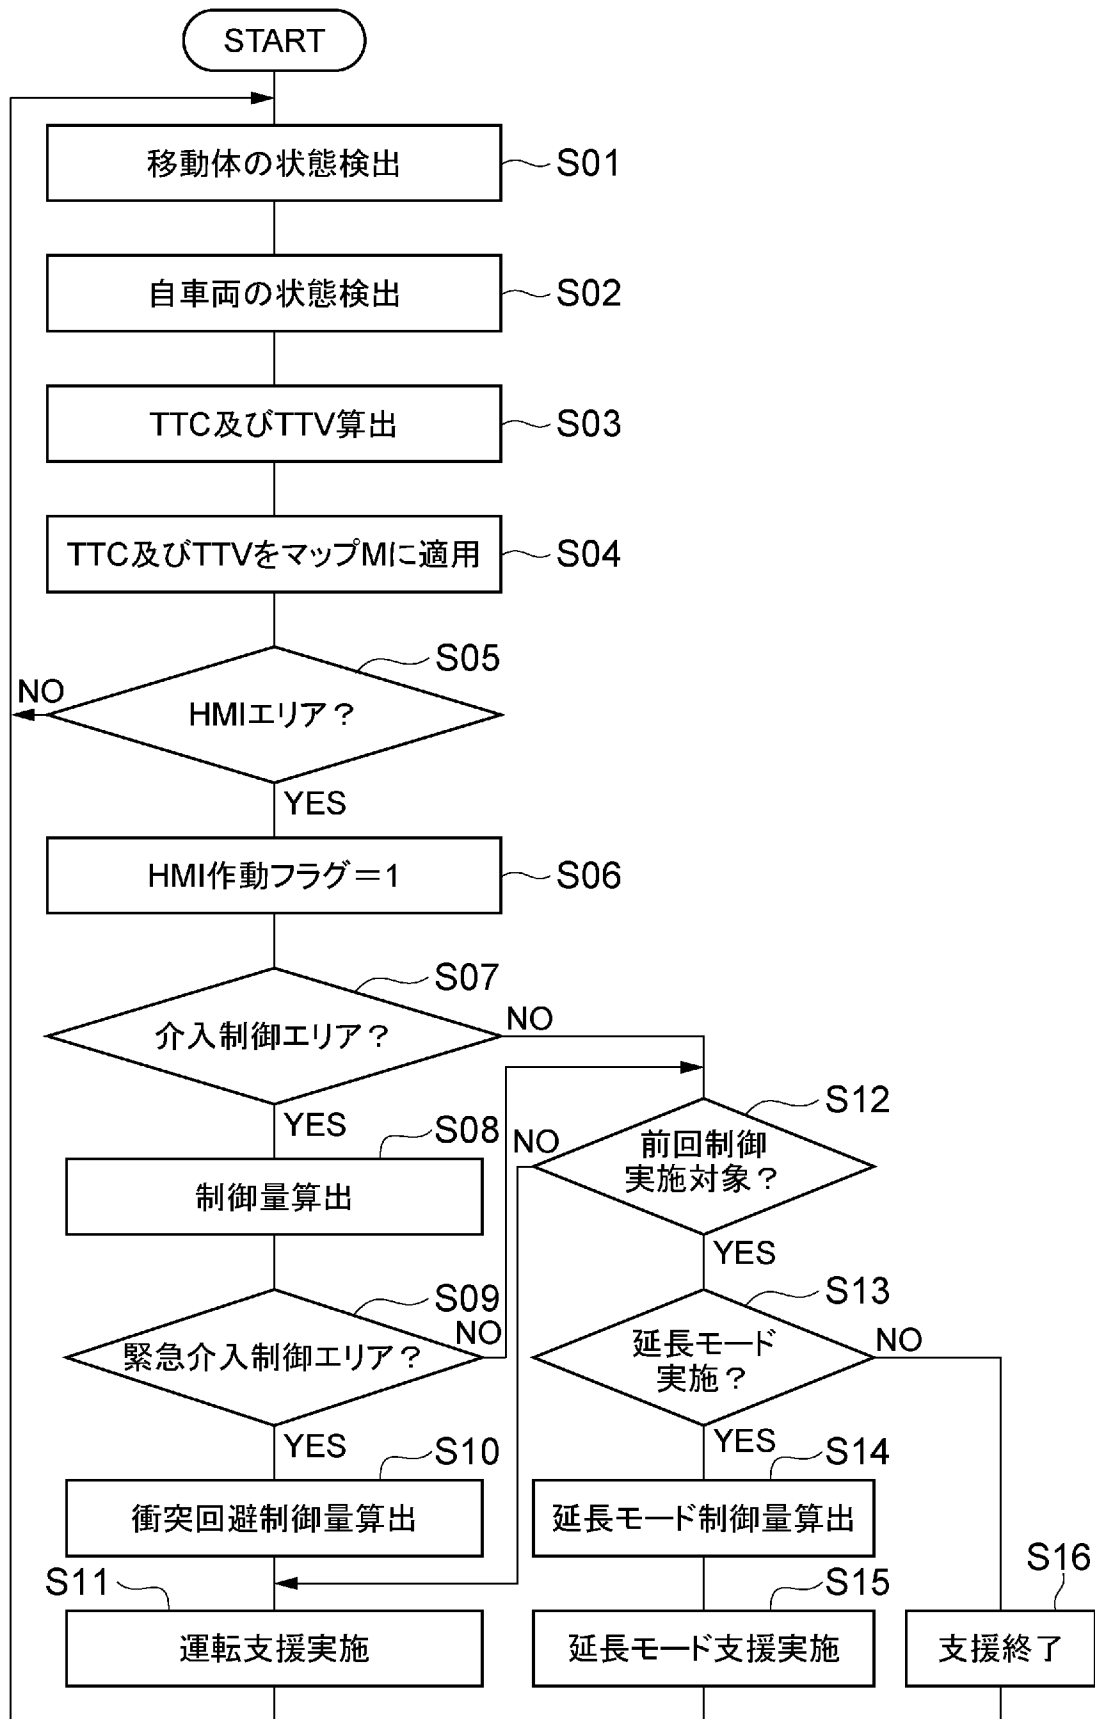 START
移動体の状態検出
S01
自車両の状態検出
S02
TTC及びTTV算出
S03
TTC及びTTVをマップMに適用
S04
S05
NO
HMIエリア？
YES
HMI作動フラグ＝1
S06
S07
介入制御エリア？
NO
YES
S08
制御量算出
S12
NO
前回制御
実施対象？
YES
S09
緊急介入制御エリア？
NO
YES
S13
延長モード
実施？
NO
YES
S10
衝突回避制御量算出
S14
延長モード制御量算出
S11
運転支援実施
S15
延長モード支援実施
S16
支援終了